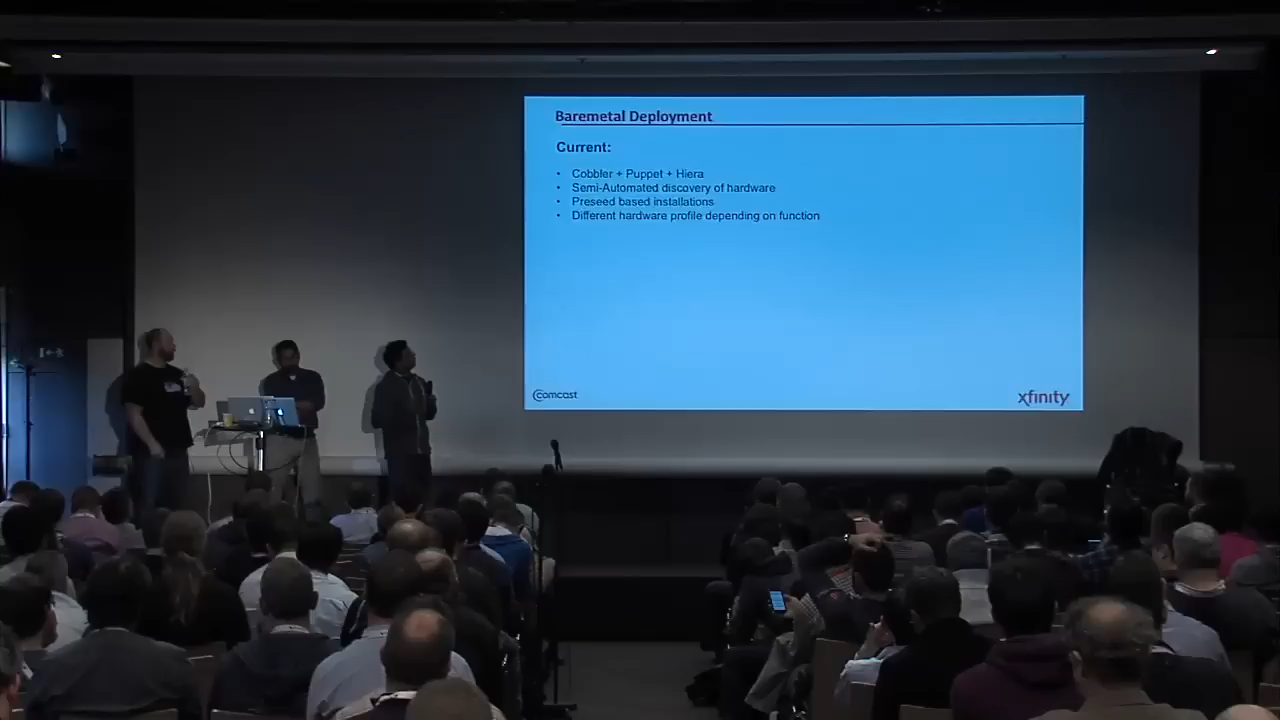 Baremetal Deployment
Current:
• Cobbler + Puppet + Hiera
• Semi-Automated discovery of hardware
• Preseed based installations
• Different hardware profile depending on function
Comcast
xfinity